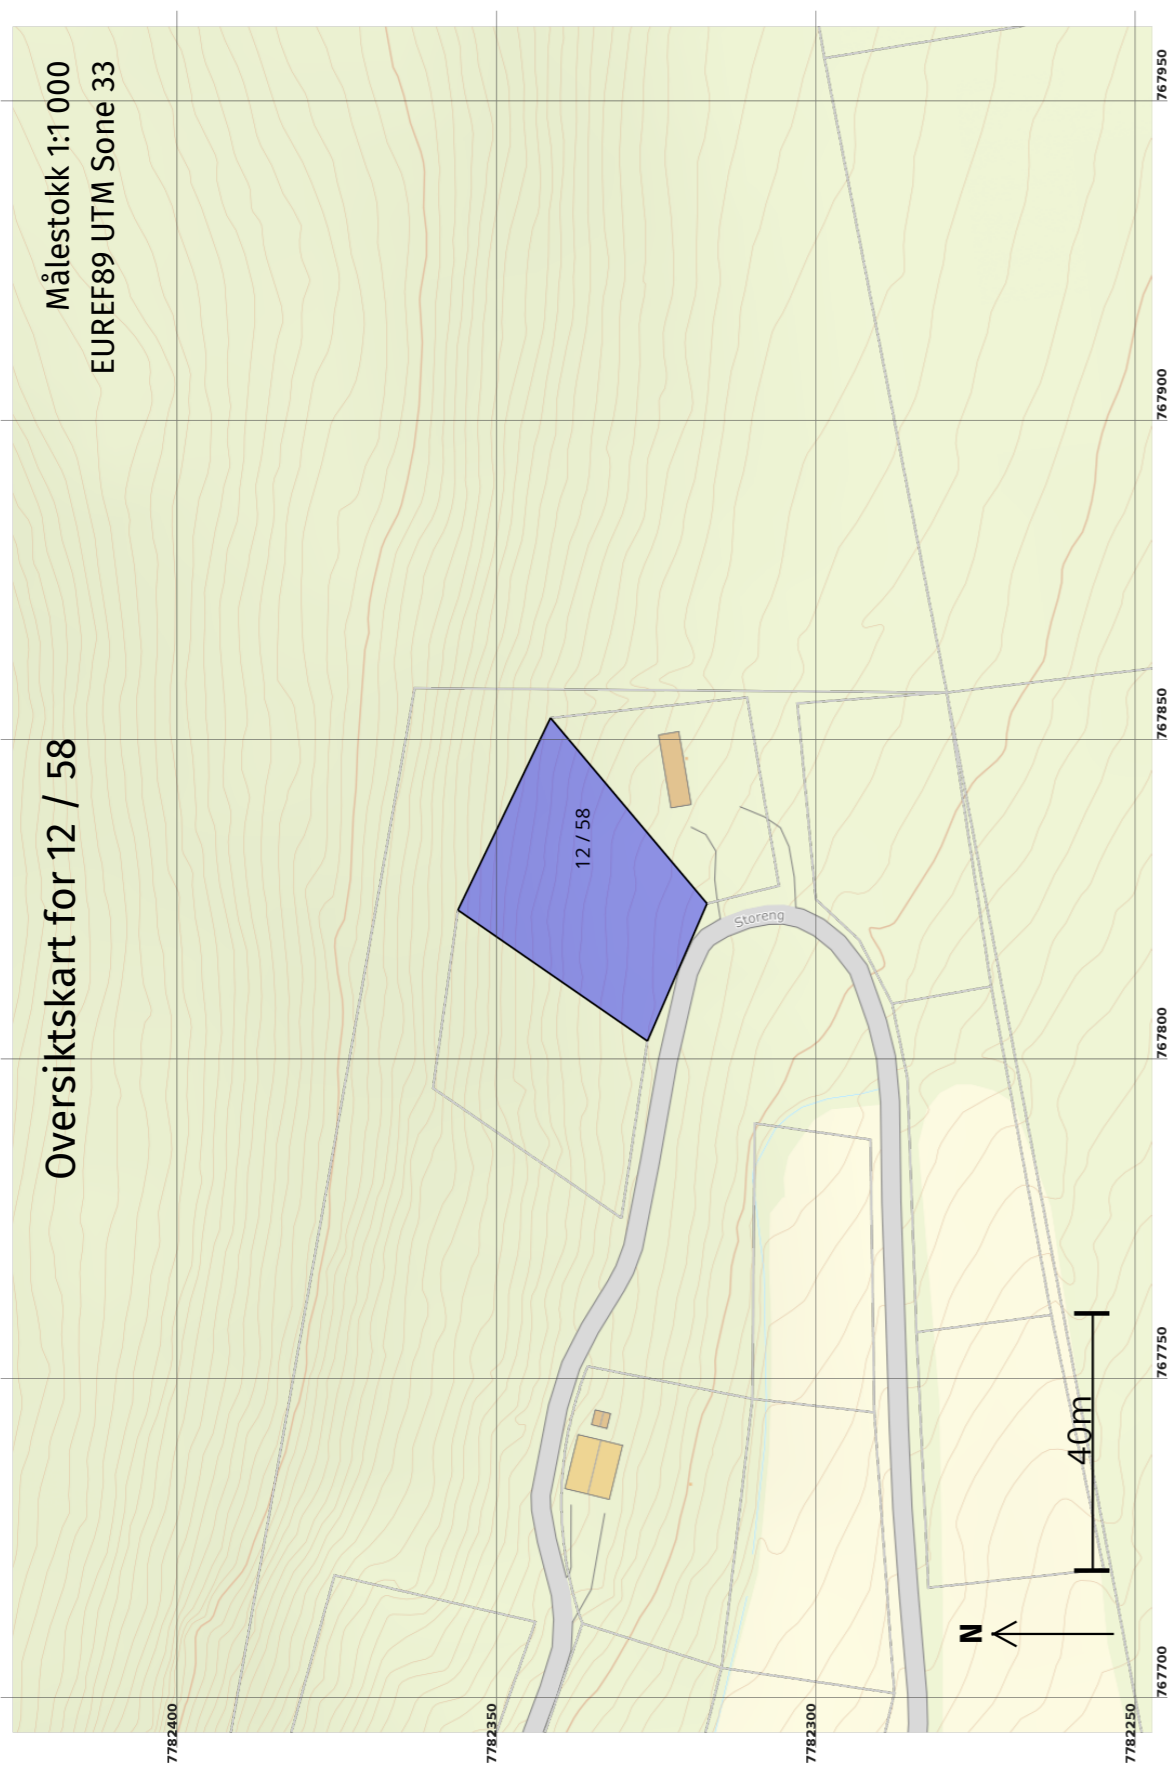 Oversiktskart for 12 / 58
Målestokk 1:1 000
EUREF89 UTM Sone 33
12 / 58
Storeng
40m
N
7782400
7782350
7782300
7782250
767700
767750
767800
767850
767900
767950